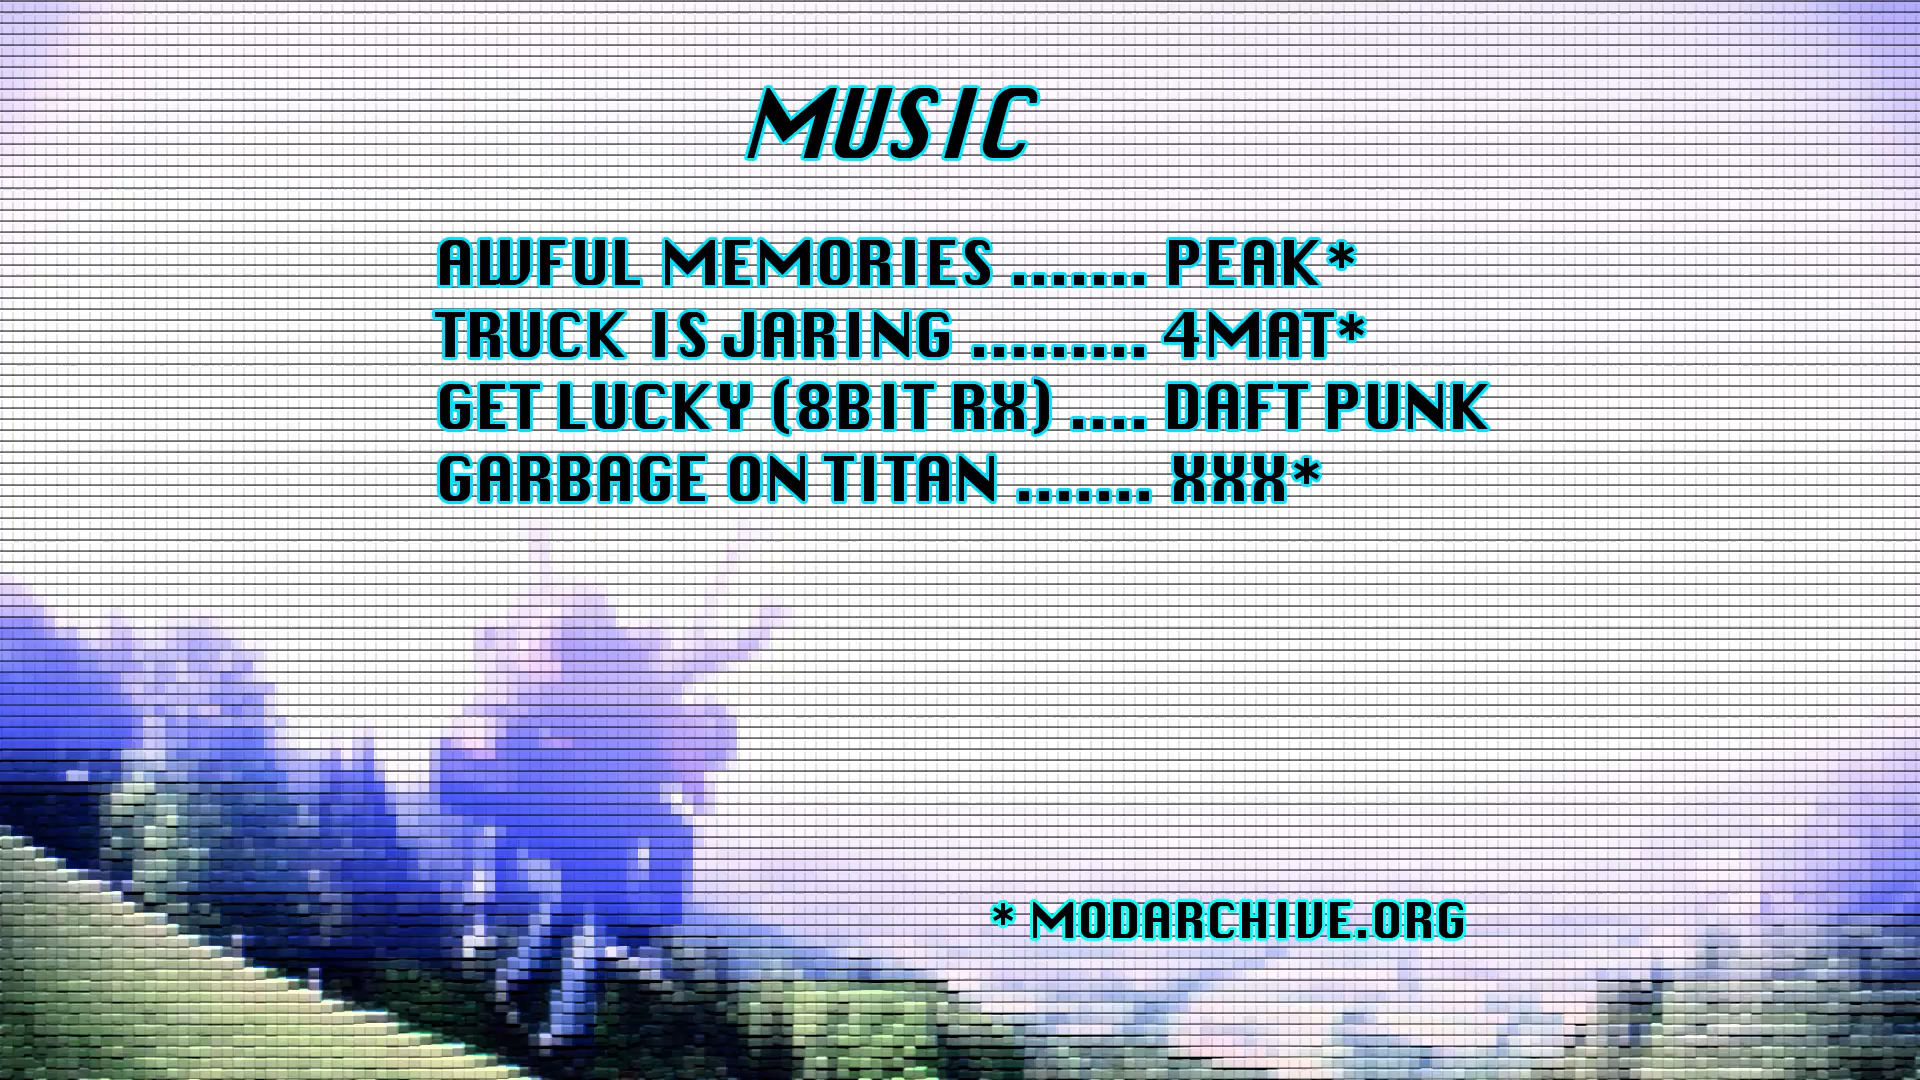 MUSIC
AWFUL MEMORIES ....... PEAK*
TRUCK IS JARING ......... 4MAT*
GET LUCKY (8BIT RX) .... DAFT PUNK
GARBAGE ON TITAN ....... XXX*
* MODARCHIVE.ORG